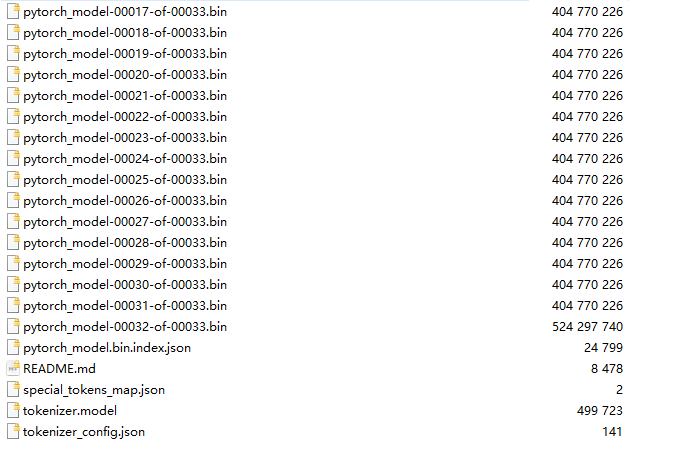 pytorch_model-00017-of-00033.bin 404 770 226
pytorch_model-00018-of-00033.bin 404 770 226
pytorch_model-00019-of-00033.bin 404 770 226
pytorch_model-00020-of-00033.bin 404 770 226
pytorch_model-00021-of-00033.bin 404 770 226
pytorch_model-00022-of-00033.bin 404 770 226
pytorch_model-00023-of-00033.bin 404 770 226
pytorch_model-00024-of-00033.bin 404 770 226
pytorch_model-00025-of-00033.bin 404 770 226
pytorch_model-00026-of-00033.bin 404 770 226
pytorch_model-00027-of-00033.bin 404 770 226
pytorch_model-00028-of-00033.bin 404 770 226
pytorch_model-00029-of-00033.bin 404 770 226
pytorch_model-00030-of-00033.bin 404 770 226
pytorch_model-00031-of-00033.bin 404 770 226
pytorch_model-00032-of-00033.bin 524 297 740
pytorch_model.bin.index.json 24 799
README.md 8 478
special_tokens_map.json 2
tokenizer.model 499 723
tokenizer_config.json 141